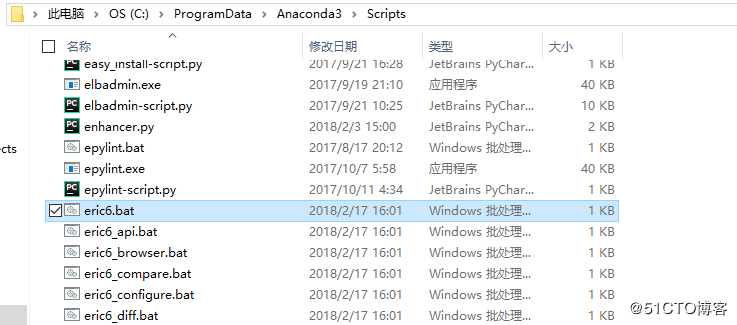 此电脑 > OS (C:) > ProgramData > Anaconda3 > Scripts
名称 修改日期 类型 大小
easy_install-script.py 2017/9/21 16:28 JetBrains PyChar... 1 KB
elbadmin.exe 2017/9/19 21:10 应用程序 40 KB
elbadmin-script.py 2017/9/21 10:25 JetBrains PyChar... 10 KB
enhancer.py 2018/2/3 15:00 JetBrains PyChar... 2 KB
ects epylint.bat 2017/8/17 20:12 Windows 批处理... 1 KB
epylint.exe 2017/10/7 5:58 应用程序 40 KB
epylint-script.py 2017/10/11 4:34 JetBrains PyChar... 1 KB
eric6.bat 2018/2/17 16:01 Windows 批处理... 1 KB
eric6_api.bat 2018/2/17 16:01 Windows 批处理... 1 KB
eric6_browser.bat 2018/2/17 16:01 Windows 批处理... 1 KB
eric6_compare.bat 2018/2/17 16:01 Windows 批处理... 1 KB
eric6_configure.bat 2018/2/17 16:01 Windows 批处理... 1 KB
eric6_diff.bat 2018/2/17 16:01 Windows 批处理... 1 KB
@51CTO博客